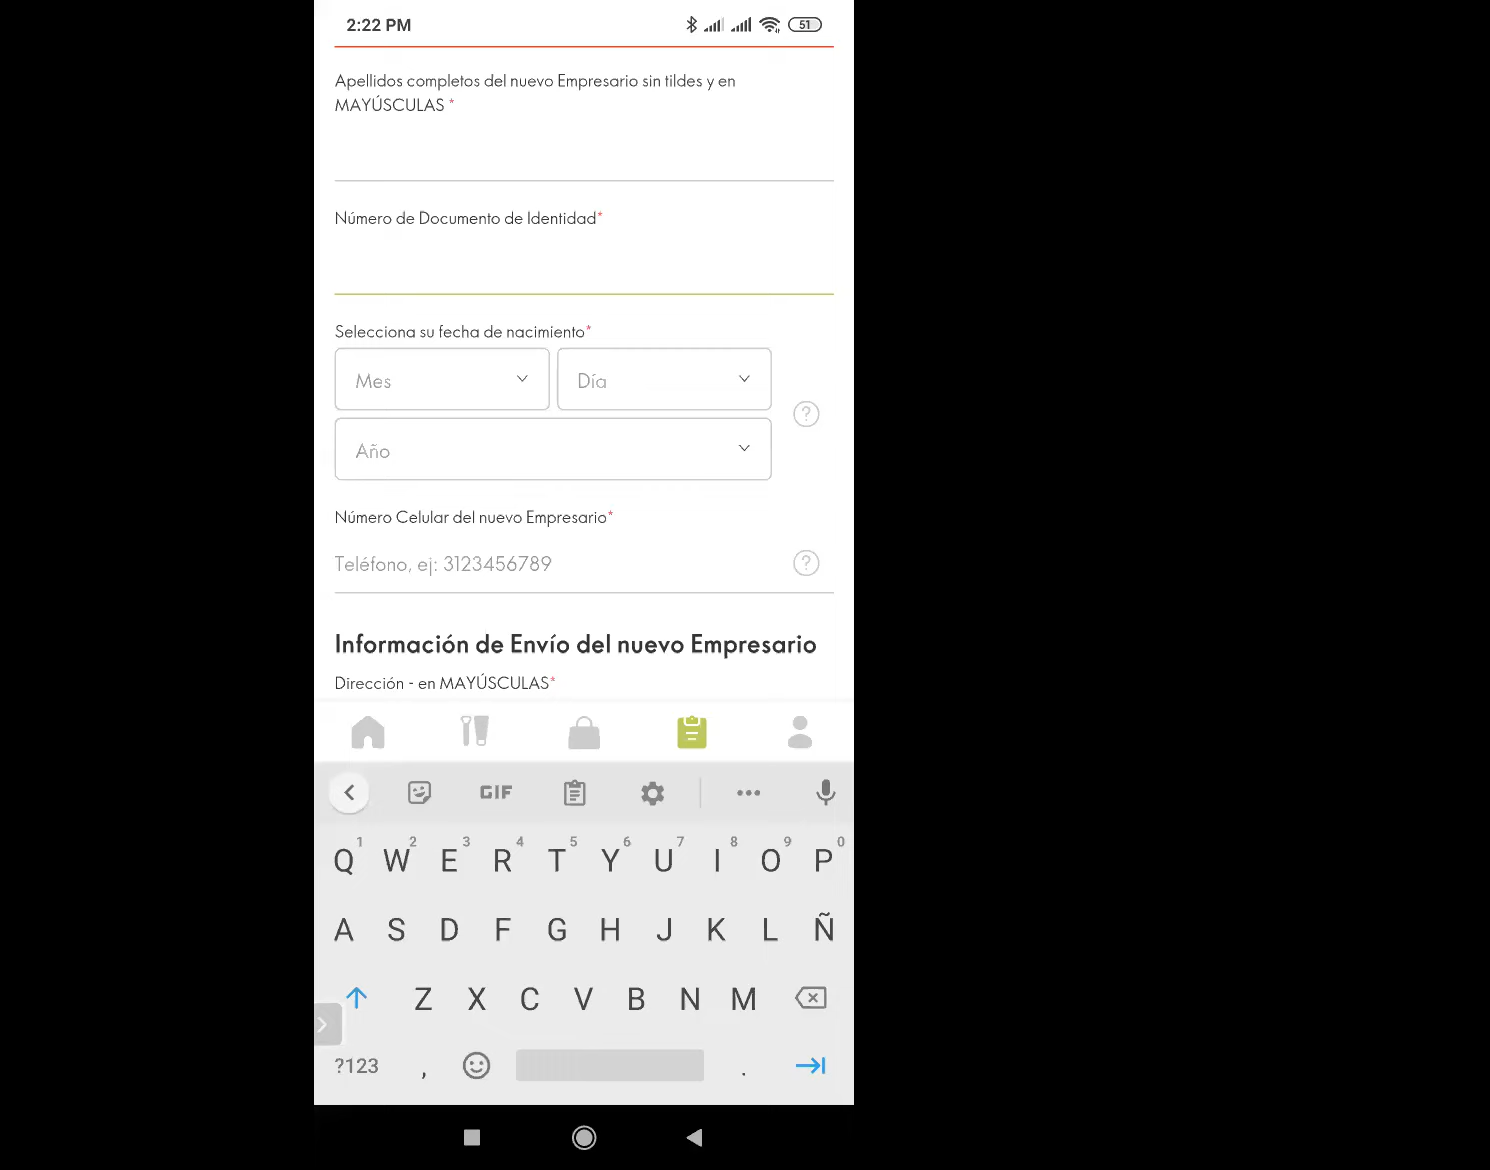 2:22 PM
51
Apellidos completos del nuevo Empresario sin tildes y en
MAYÚSCULAS *
Número de Documento de Identidad*
Selecciona su fecha de nacimiento*
Mes
Día
?
Año
Número Celular del nuevo Empresario*
Teléfono, ej: 3123456789
?
Información de Envío del nuevo Empresario
Dirección - en MAYÚSCULAS*
GIF
1 2 3 4 5 6 7 8 9 0
Q W E R T Y U I O P
A S D F G H J K L Ñ
Z X C V B N M
?123 , .